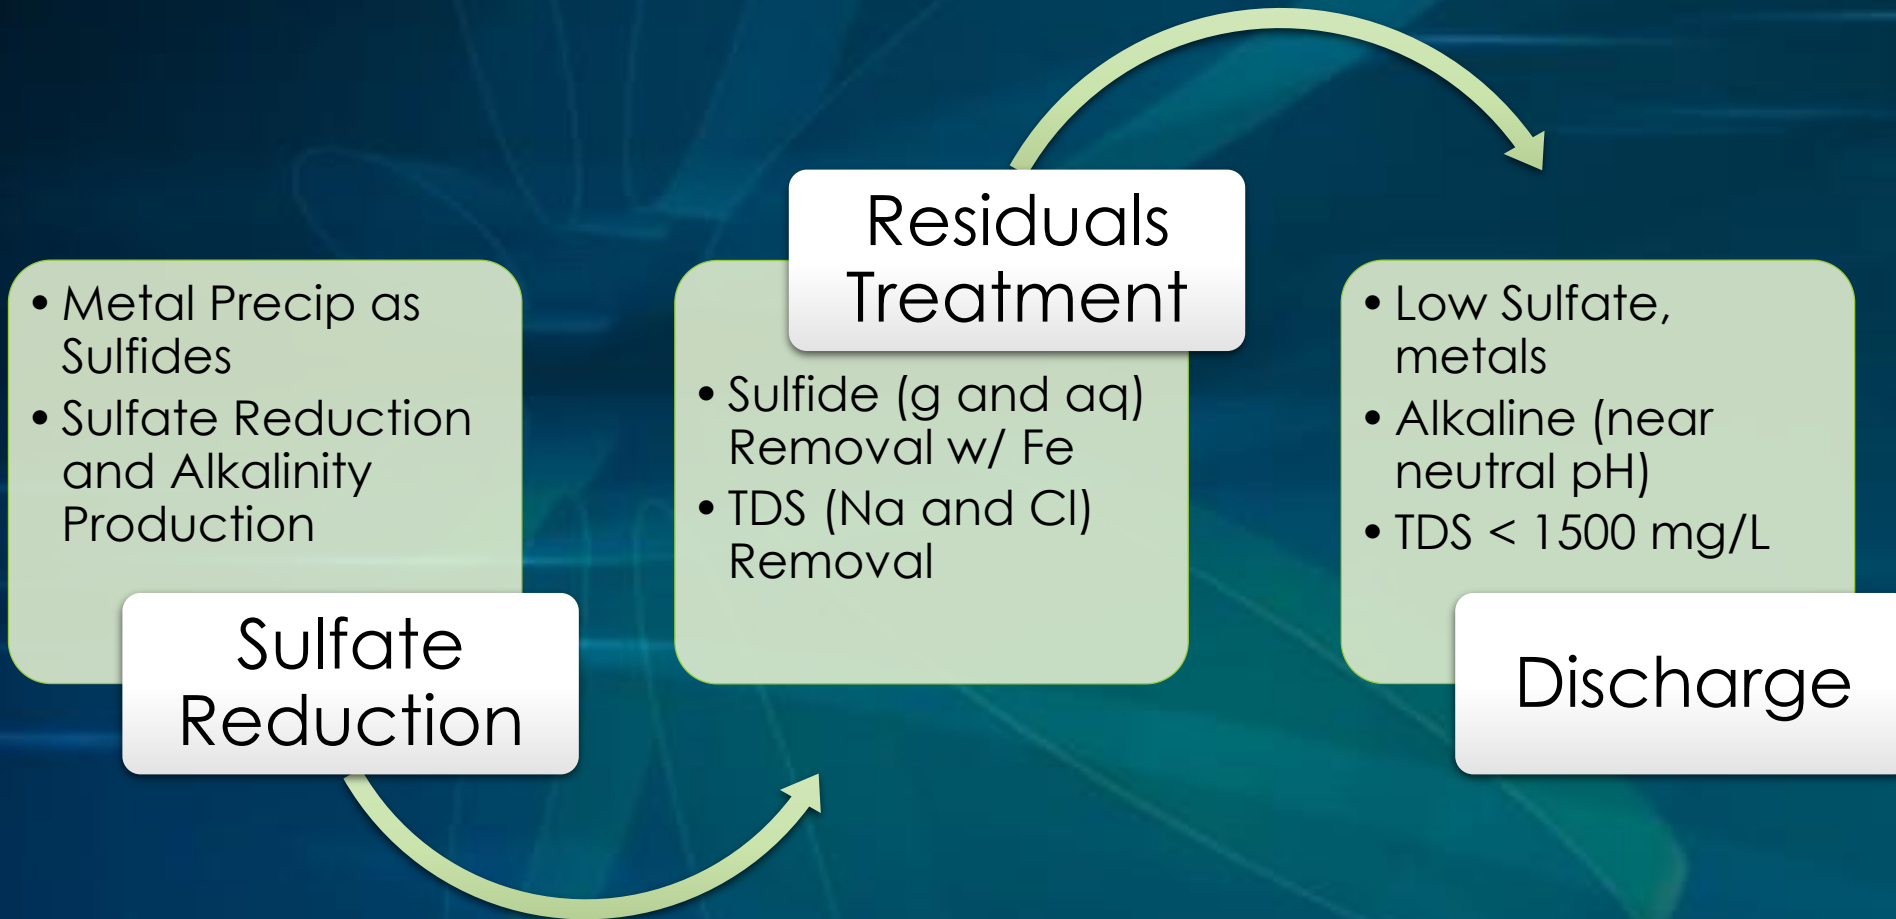 • Metal Precip as
Sulfides
• Sulfate Reduction
and Alkalinity
Production
Sulfate
Reduction
Residuals
Treatment
• Sulfide (g and aq)
Removal w/ Fe
• TDS (Na and Cl)
Removal
• Low Sulfate,
metals
• Alkaline (near
neutral pH)
• TDS < 1500 mg/L
Discharge